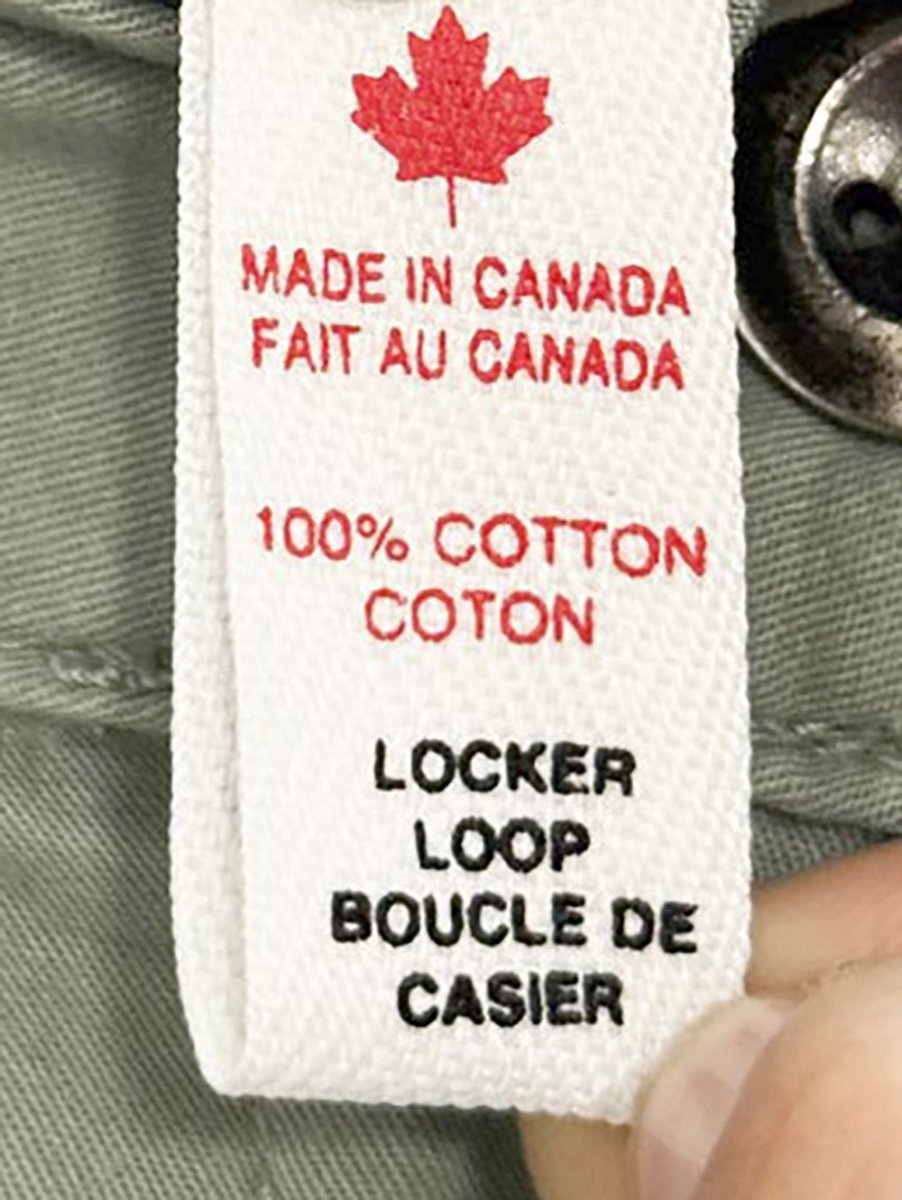 MADE IN CANADA
FAIT AU CANADA
100% COTTON
COTON
LOCKER
LOOP
BOUCLE DE
CASIER